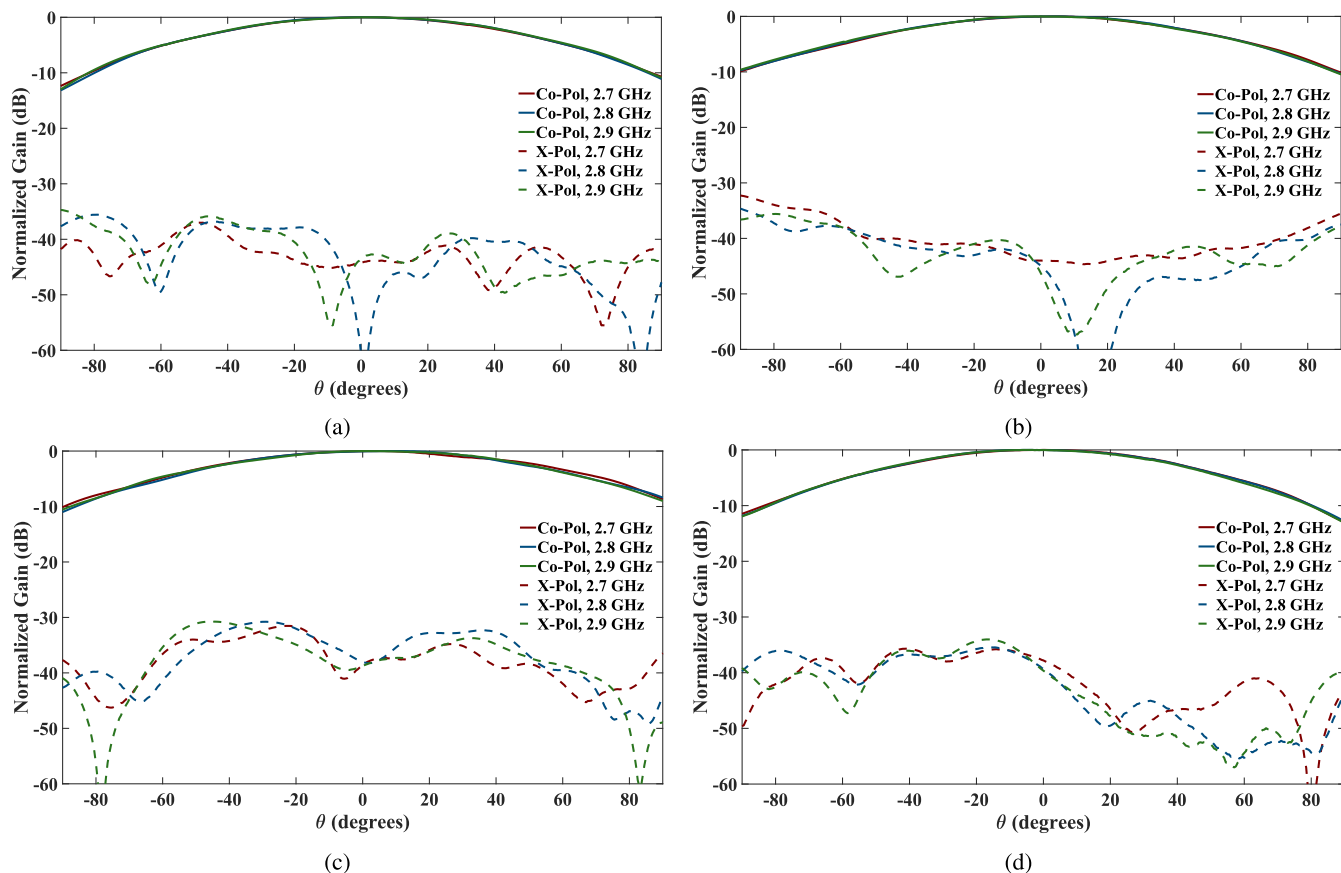 0
-10
-20
-30
-40
-50
-60
Normalized Gain (dB)
Co-Pol, 2.7 GHz
Co-Pol, 2.8 GHz
Co-Pol, 2.9 GHz
X-Pol, 2.7 GHz
X-Pol, 2.8 GHz
X-Pol, 2.9 GHz
-80 -60 -40 -20 0 20 40 60 80
θ (degrees)
(a)
0
-10
-20
-30
-40
-50
-60
Normalized Gain (dB)
Co-Pol, 2.7 GHz
Co-Pol, 2.8 GHz
Co-Pol, 2.9 GHz
X-Pol, 2.7 GHz
X-Pol, 2.8 GHz
X-Pol, 2.9 GHz
-80 -60 -40 -20 0 20 40 60 80
θ (degrees)
(b)
0
-10
-20
-30
-40
-50
-60
Normalized Gain (dB)
Co-Pol, 2.7 GHz
Co-Pol, 2.8 GHz
Co-Pol, 2.9 GHz
X-Pol, 2.7 GHz
X-Pol, 2.8 GHz
X-Pol, 2.9 GHz
-80 -60 -40 -20 0 20 40 60 80
θ (degrees)
(c)
0
-10
-20
-30
-40
-50
-60
Normalized Gain (dB)
Co-Pol, 2.7 GHz
Co-Pol, 2.8 GHz
Co-Pol, 2.9 GHz
X-Pol, 2.7 GHz
X-Pol, 2.8 GHz
X-Pol, 2.9 GHz
-80 -60 -40 -20 0 20 40 60 80
θ (degrees)
(d)